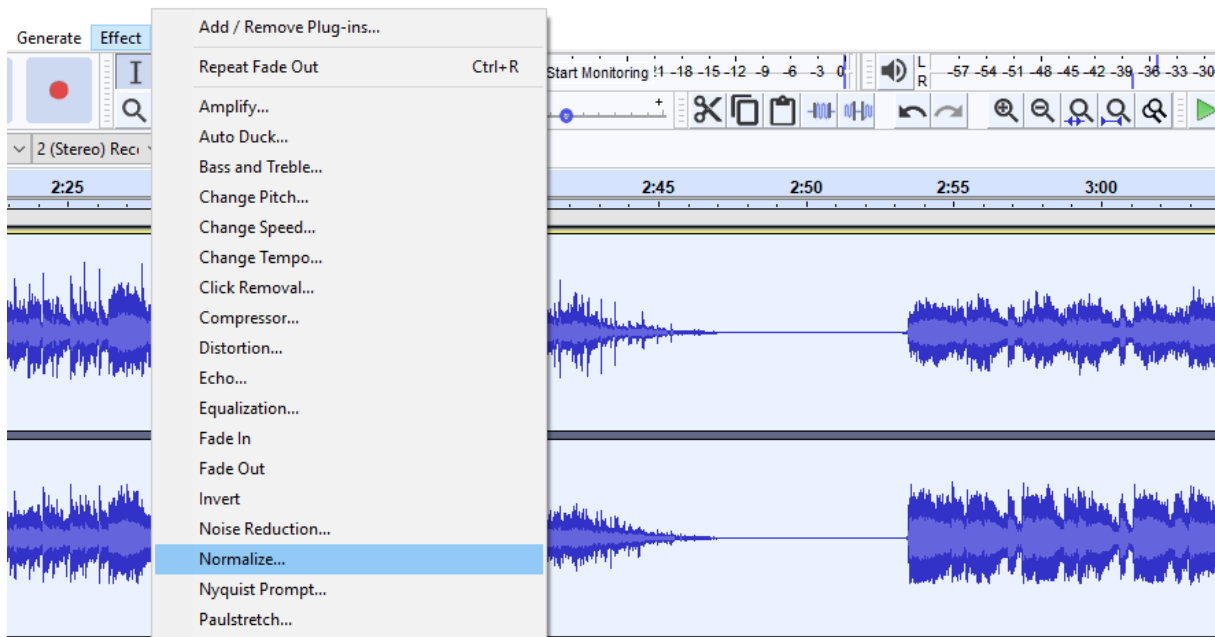 Generate Effect
Add / Remove Plug-ins...
Repeat Fade Out Ctrl+R
Start Monitoring !1 -18 -15 -12 -9 -6 -3 0
L
R
-57 -54 -51 -48 -45 -42 -39 -36 -33 -30
Amplify...
2 (Stereo) Rec
Auto Duck...
Bass and Treble...
2:25 2:45 2:50 2:55 3:00
Change Pitch...
Change Speed...
Change Tempo...
Click Removal...
Compressor...
Distortion...
Echo...
Equalization...
Fade In
Fade Out
Invert
Noise Reduction...
Normalize...
Nyquist Prompt...
Paulstretch...